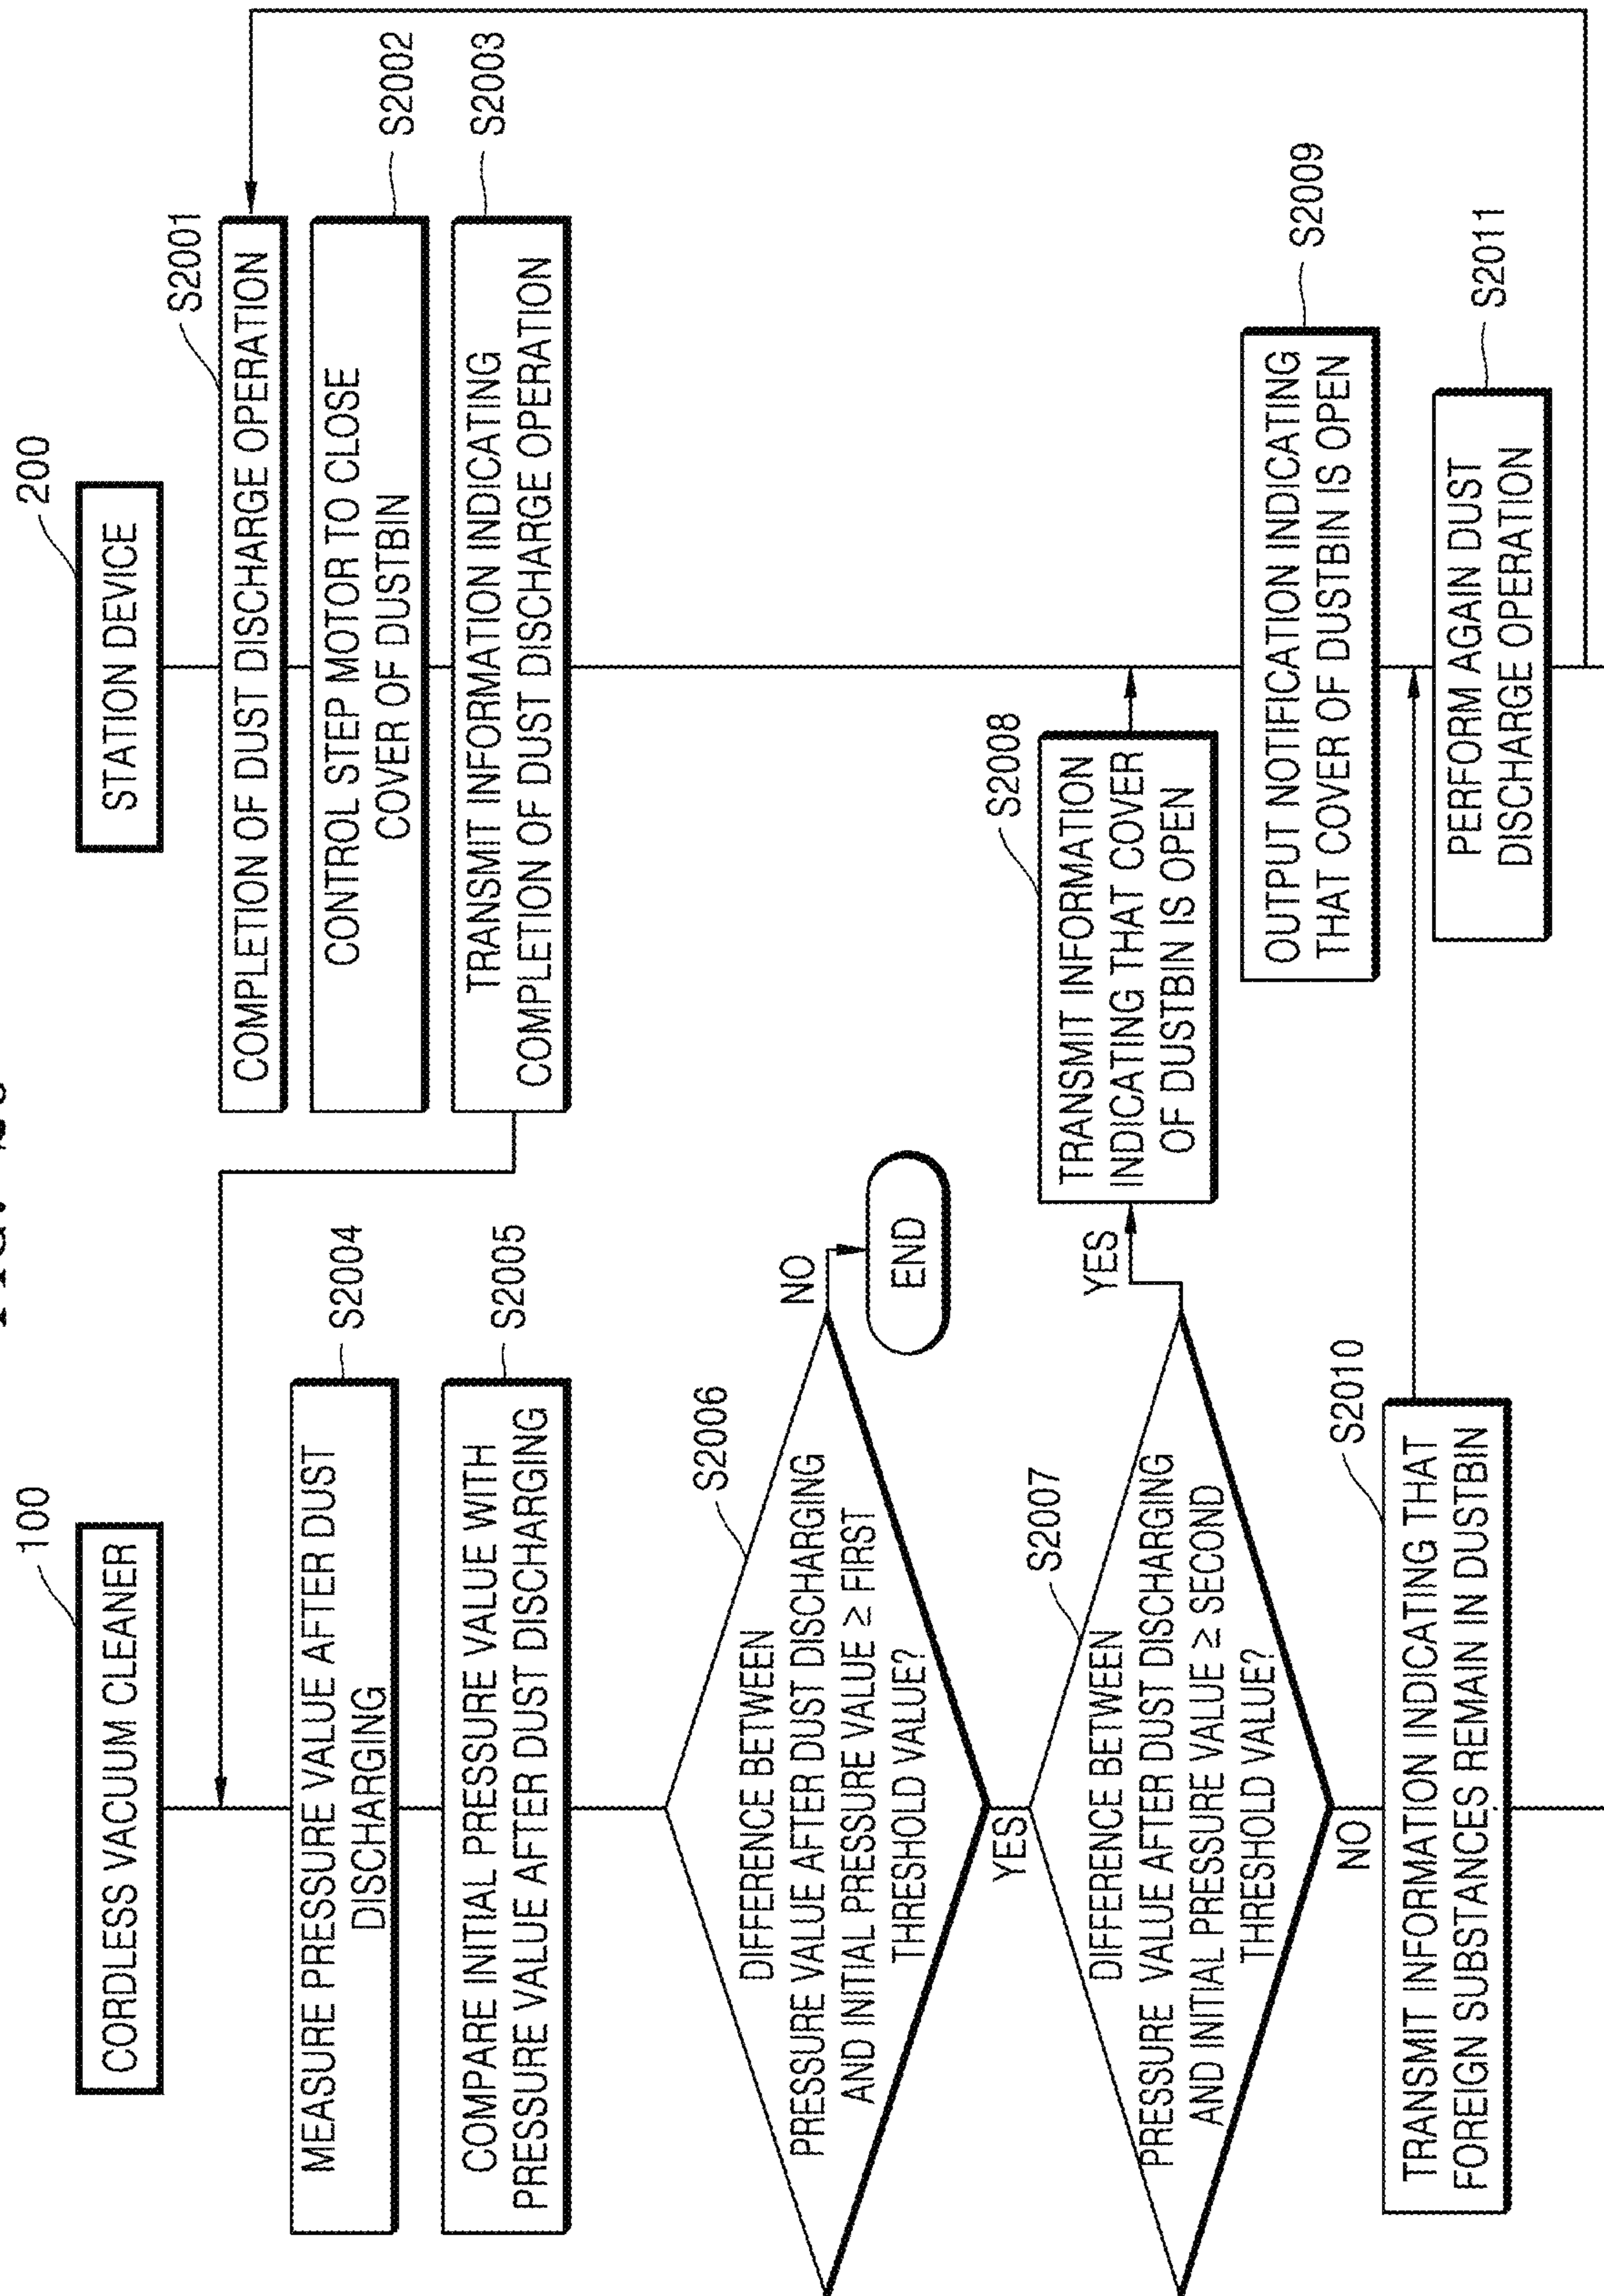 100
CORDLESS VACUUM CLEANER
200
STATION DEVICE
S2001
COMPLETION OF DUST DISCHARGE OPERATION
S2002
CONTROL STEP MOTOR TO CLOSE
COVER OF DUSTBIN
S2003
TRANSMIT INFORMATION INDICATING
COMPLETION OF DUST DISCHARGE OPERATION
S2004
MEASURE PRESSURE VALUE AFTER DUST
DISCHARGING
S2005
COMPARE INITIAL PRESSURE VALUE WITH
PRESSURE VALUE AFTER DUST DISCHARGING
S2006
DIFFERENCE BETWEEN
PRESSURE VALUE AFTER DUST DISCHARGING
AND INITIAL PRESSURE VALUE ≥ FIRST
THRESHOLD VALUE?
NO
END
YES
S2007
DIFFERENCE BETWEEN
PRESSURE VALUE AFTER DUST DISCHARGING
AND INITIAL PRESSURE VALUE ≥ SECOND
THRESHOLD VALUE?
YES
S2008
TRANSMIT INFORMATION
INDICATING THAT COVER
OF DUSTBIN IS OPEN
S2009
OUTPUT NOTIFICATION INDICATING
THAT COVER OF DUSTBIN IS OPEN
NO
S2010
TRANSMIT INFORMATION INDICATING THAT
FOREIGN SUBSTANCES REMAIN IN DUSTBIN
S2011
PERFORM AGAIN DUST
DISCHARGE OPERATION